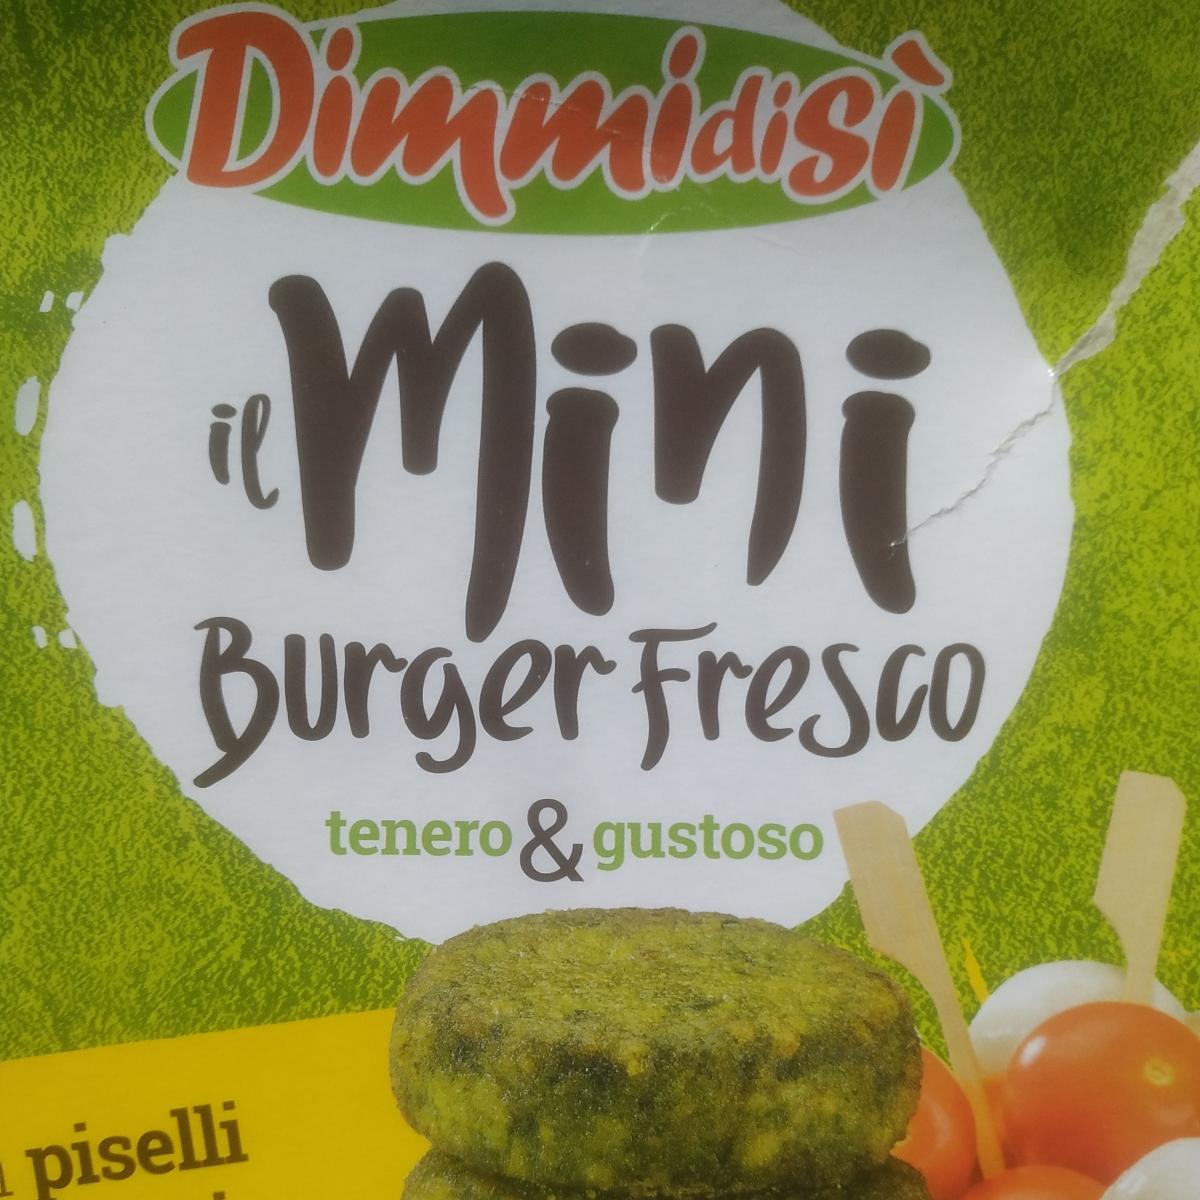 Dimmidisì
il Mini
Burger Fresco
tenero & gustoso
piselli